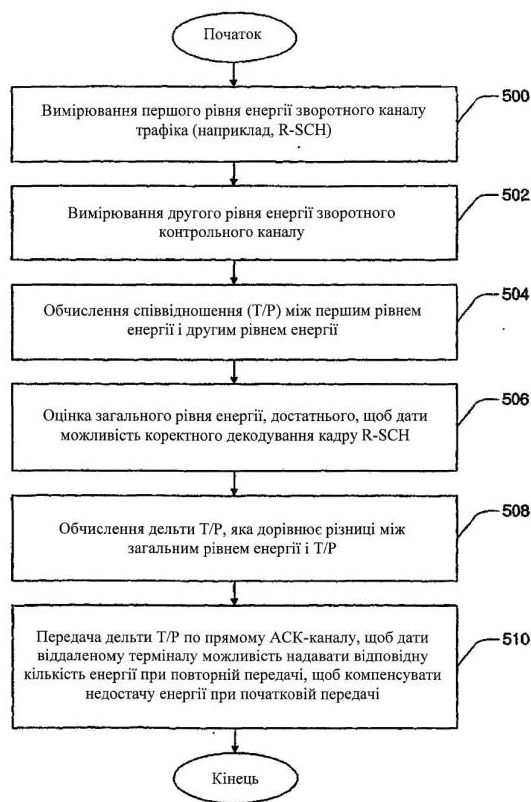 Початок
500
Вимірювання першого рівня енергії зворотного каналу
трафіка (наприклад, R-SCH)
502
Вимірювання другого рівня енергії зворотного
контрольного каналу
504
Обчислення співвідношення (T/P) між першим рівнем
енергії і другим рівнем енергії
506
Оцінка загального рівня енергії, достатнього, щоб дати
можливість коректного декодування кадру R-SCH
508
Обчислення дельти T/P, яка дорівнює різниці між
загальним рівнем енергії і T/P
510
Передача дельти T/P по прямому ACK-каналу, щоб дати
віддаленому терміналу можливість надавати відповідну
кількість енергії при повторній передачі, щоб компенсувати
недостачу енергії при початковій передачі
Кінець